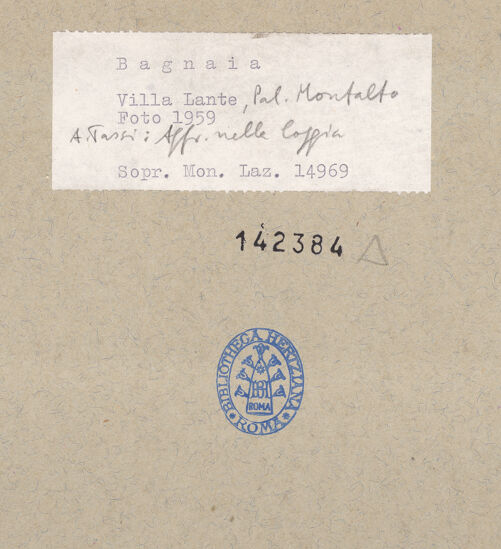 Bagnaia
Villa Lante, Pal. Montalto
Foto 1959
A. Tassi: Affr. nella loggia
Sopr. Mon. Laz. 14969
142384 Δ
BIBLIOTHECA HERTZIANA
BH
ROMA
* ROMA *